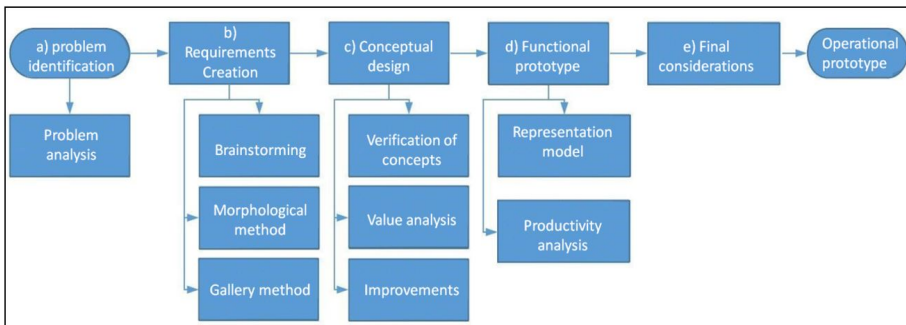 a) problem
identification
b)
Requirements
Creation
c) Conceptual
design
d) Functional
prototype
e) Final
considerations
Operational
prototype
Problem
analysis
Brainstorming
Morphological
method
Gallery method
Verification of
concepts
Value analysis
Improvements
Representation
model
Productivity
analysis